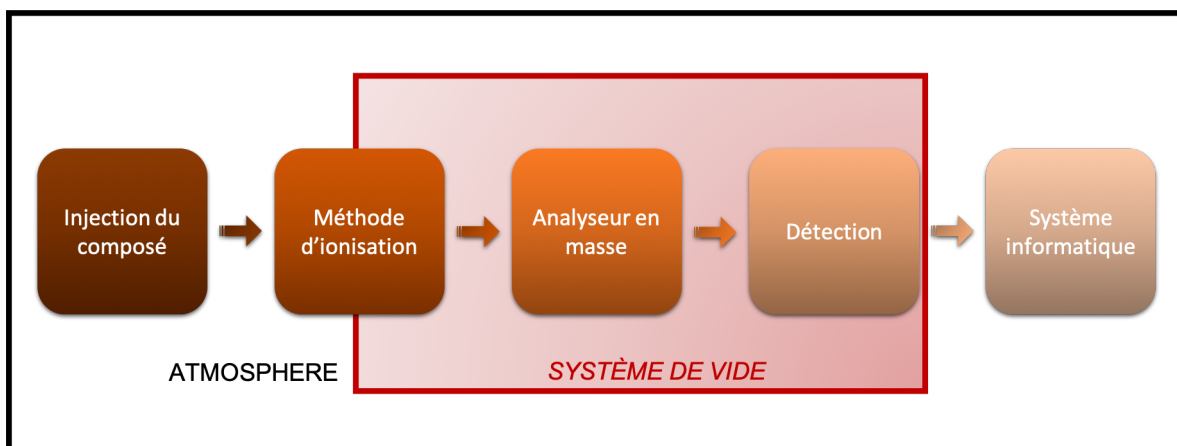 Injection du
composé
Méthode
d’ionisation
Analyseur en
masse
Détection
Système
informatique
ATMOSPHERE
SYSTÈME DE VIDE